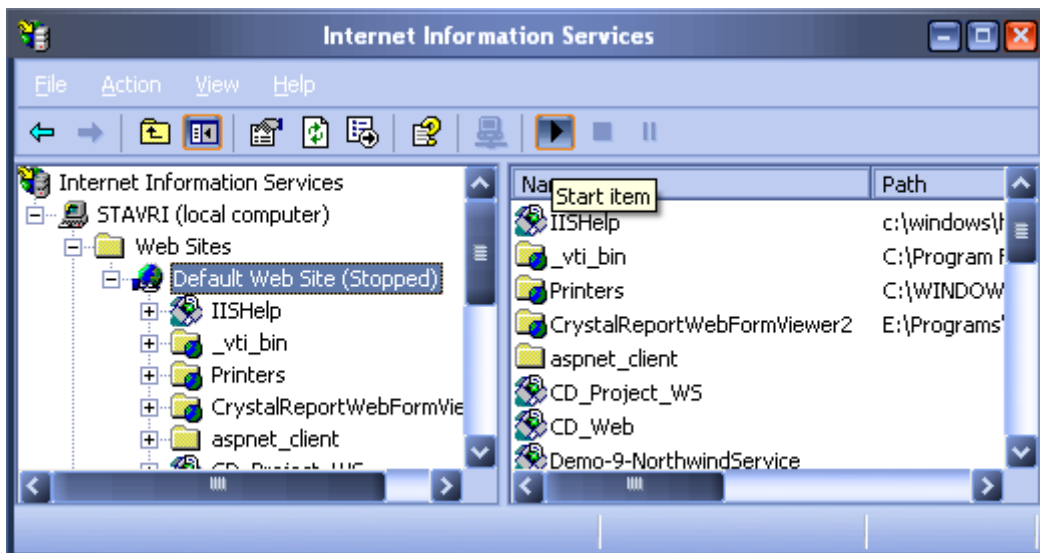 Internet Information Services
File Action View Help
Internet Information Services
STAVRI (local computer)
Web Sites
Default Web Site (Stopped)
IISHelp
_vti_bin
Printers
CrystalReportWebFormVie
aspnet_client
CD_Project_WS
Start item
Path
IISHelp c:\windows\h
_vti_bin C:\Program F
Printers C:\WINDOW
CrystalReportWebFormViewer2 E:\Programs
aspnet_client
CD_Project_WS
CD_Web
Demo-9-NorthwindService